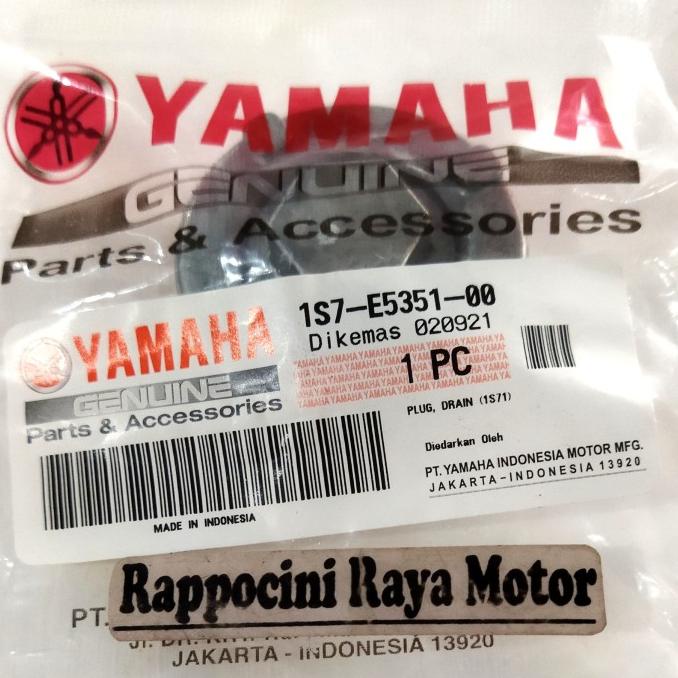 YAMAHA
GENUINE
Parts & Accessories
1S7-E5351-00
Dikemas 020921
YAMAHA
GENUINE
Parts & Accessories
1 PC
PLUG, DRAIN (1S71)
Diedarkan Oleh
PT. YAMAHA INDONESIA MOTOR MFG.
JAKARTA-INDONESIA 13920
MADE IN INDONESIA
Rappocini Raya Motor
PT.
JAKARTA - INDONESIA 13920